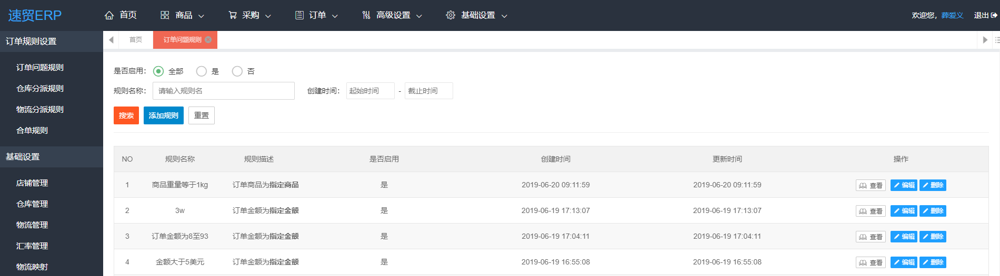 速贸ERP 首页 商品 采购 订单 高级设置 基础设置 欢迎您，葬爱义 退出
订单规则设置
订单问题规则
仓库分派规则
物流分派规则
合单规则
基础设置
店铺管理
仓库管理
物流管理
汇率管理
物流映射
首页 订单问题规则
是否启用： 全部 是 否
规则名称： 请输入规则名 创建时间： 起始时间 - 截止时间
搜索 添加规则 重置
NO 规则名称 规则描述 是否启用 创建时间 更新时间 操作
1 商品重量等于1kg 订单商品为指定商品 是 2019-06-20 09:11:59 2019-06-20 09:11:59 查看 编辑 删除
2 3w 订单金额为指定金额 是 2019-06-19 17:13:07 2019-06-19 17:13:07 查看 编辑 删除
3 订单金额为8至93 订单金额为指定金额 是 2019-06-19 17:04:11 2019-06-19 17:04:11 查看 编辑 删除
4 金额大于5美元 订单金额为指定金额 是 2019-06-19 16:55:08 2019-06-19 16:55:08 查看 编辑 删除